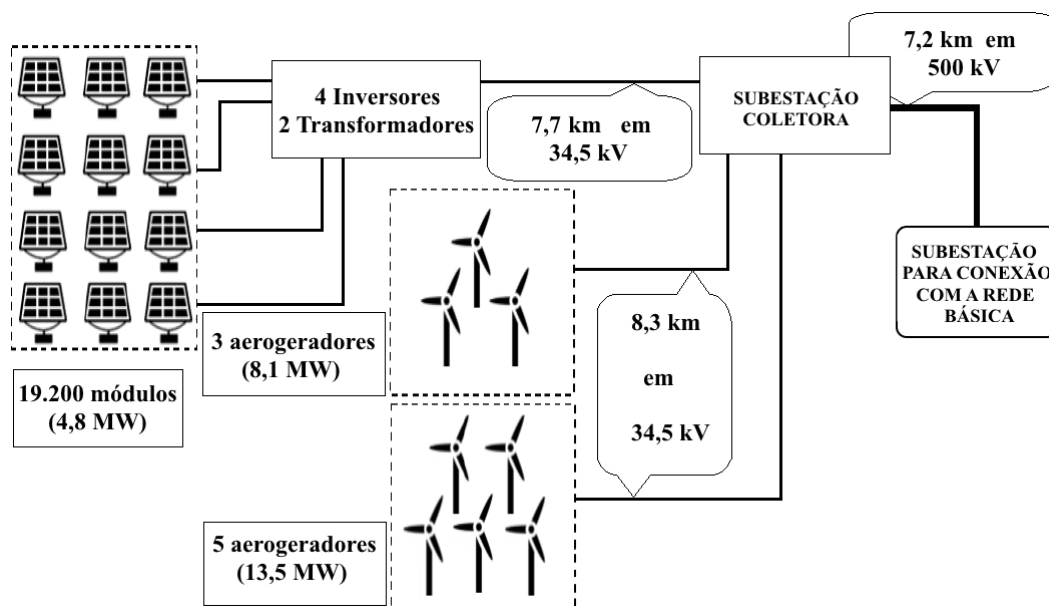 19.200 módulos
(4,8 MW)
4 Inversores
2 Transformadores
7,7 km em
34,5 kV
SUBESTAÇÃO
COLETORA
7,2 km em
500 kV
SUBESTAÇÃO
PARA CONEXÃO
COM A REDE
BÁSICA
3 aerogeradores
(8,1 MW)
8,3 km
em
34,5 kV
5 aerogeradores
(13,5 MW)